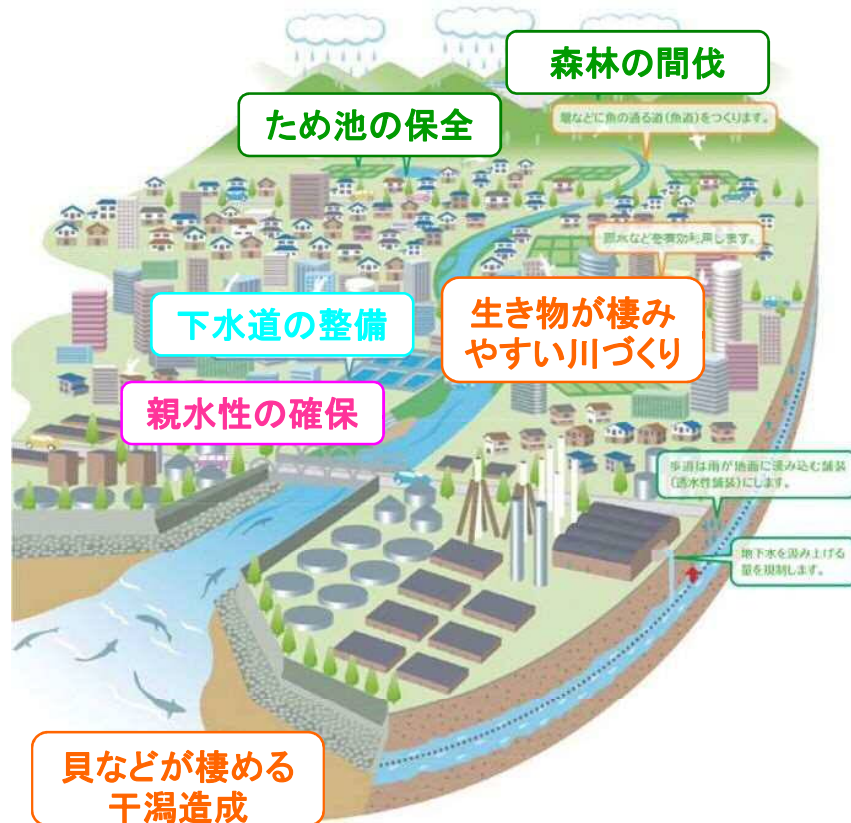 森林の間伐
ため池の保全
堰などに魚の通る道(魚道)をつくります。
雨水などを有効利用します。
下水道の整備
生き物が棲み
やすい川づくり
親水性の確保
歩道は雨が地面に浸み込む舗装
(透水性舗装)にします。
地下水を汲み上げる
量を規制します。
貝などが棲める
干潟造成